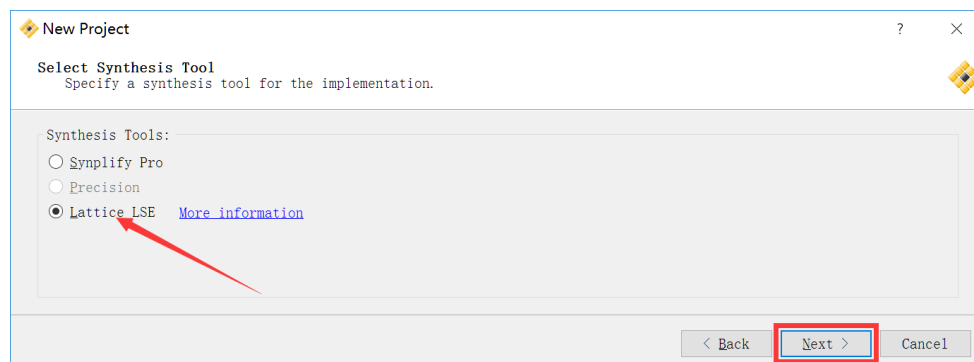 New Project
?
Select Synthesis Tool
Specify a synthesis tool for the implementation.
Synthesis Tools:
Synplify Pro
Precision
Lattice LSE More information
< Back Next > Cancel